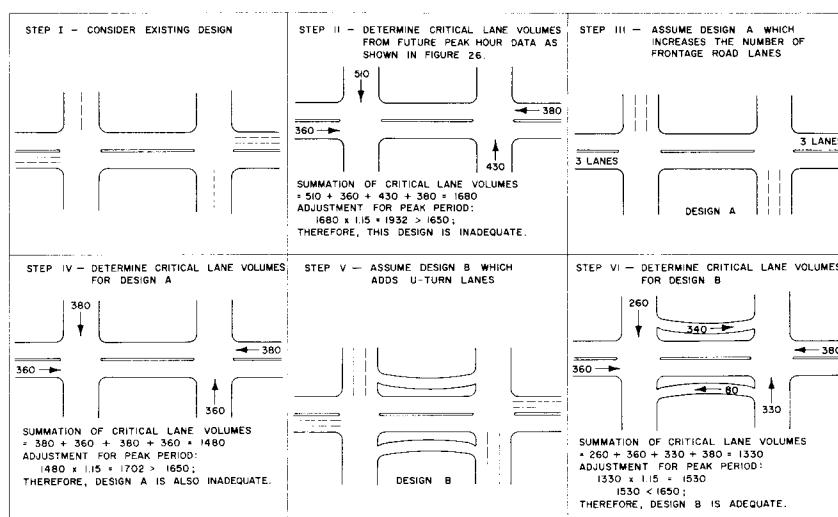 STEP I - CONSIDER EXISTING DESIGN
STEP II - DETERMINE CRITICAL LANE VOLUMES
FROM FUTURE PEAK HOUR DATA AS
SHOWN IN FIGURE 26.
510
380
360
430
SUMMATION OF CRITICAL LANE VOLUMES
= 510 + 360 + 430 + 380 = 1680
ADJUSTMENT FOR PEAK PERIOD:
1680 x 1.15 = 1932 > 1650;
THEREFORE, THIS DESIGN IS INADEQUATE.
STEP III - ASSUME DESIGN A WHICH
INCREASES THE NUMBER OF
FRONTAGE ROAD LANES
3 LANES
3 LANES
DESIGN A
STEP IV - DETERMINE CRITICAL LANE VOLUMES
FOR DESIGN A
380
380
360
360
SUMMATION OF CRITICAL LANE VOLUMES
= 380 + 360 + 380 + 360 = 1480
ADJUSTMENT FOR PEAK PERIOD:
1480 x 1.15 = 1702 > 1650;
THEREFORE, DESIGN A IS ALSO INADEQUATE.
STEP V - ASSUME DESIGN B WHICH
ADDS U-TURN LANES
DESIGN B
STEP VI - DETERMINE CRITICAL LANE VOLUMES
FOR DESIGN B
260
340
380
360
80
330
SUMMATION OF CRITICAL LANE VOLUMES
= 260 + 360 + 330 + 380 = 1330
ADJUSTMENT FOR PEAK PERIOD:
1330 x 1.15 = 1530
1530 < 1650;
THEREFORE, DESIGN B IS ADEQUATE.